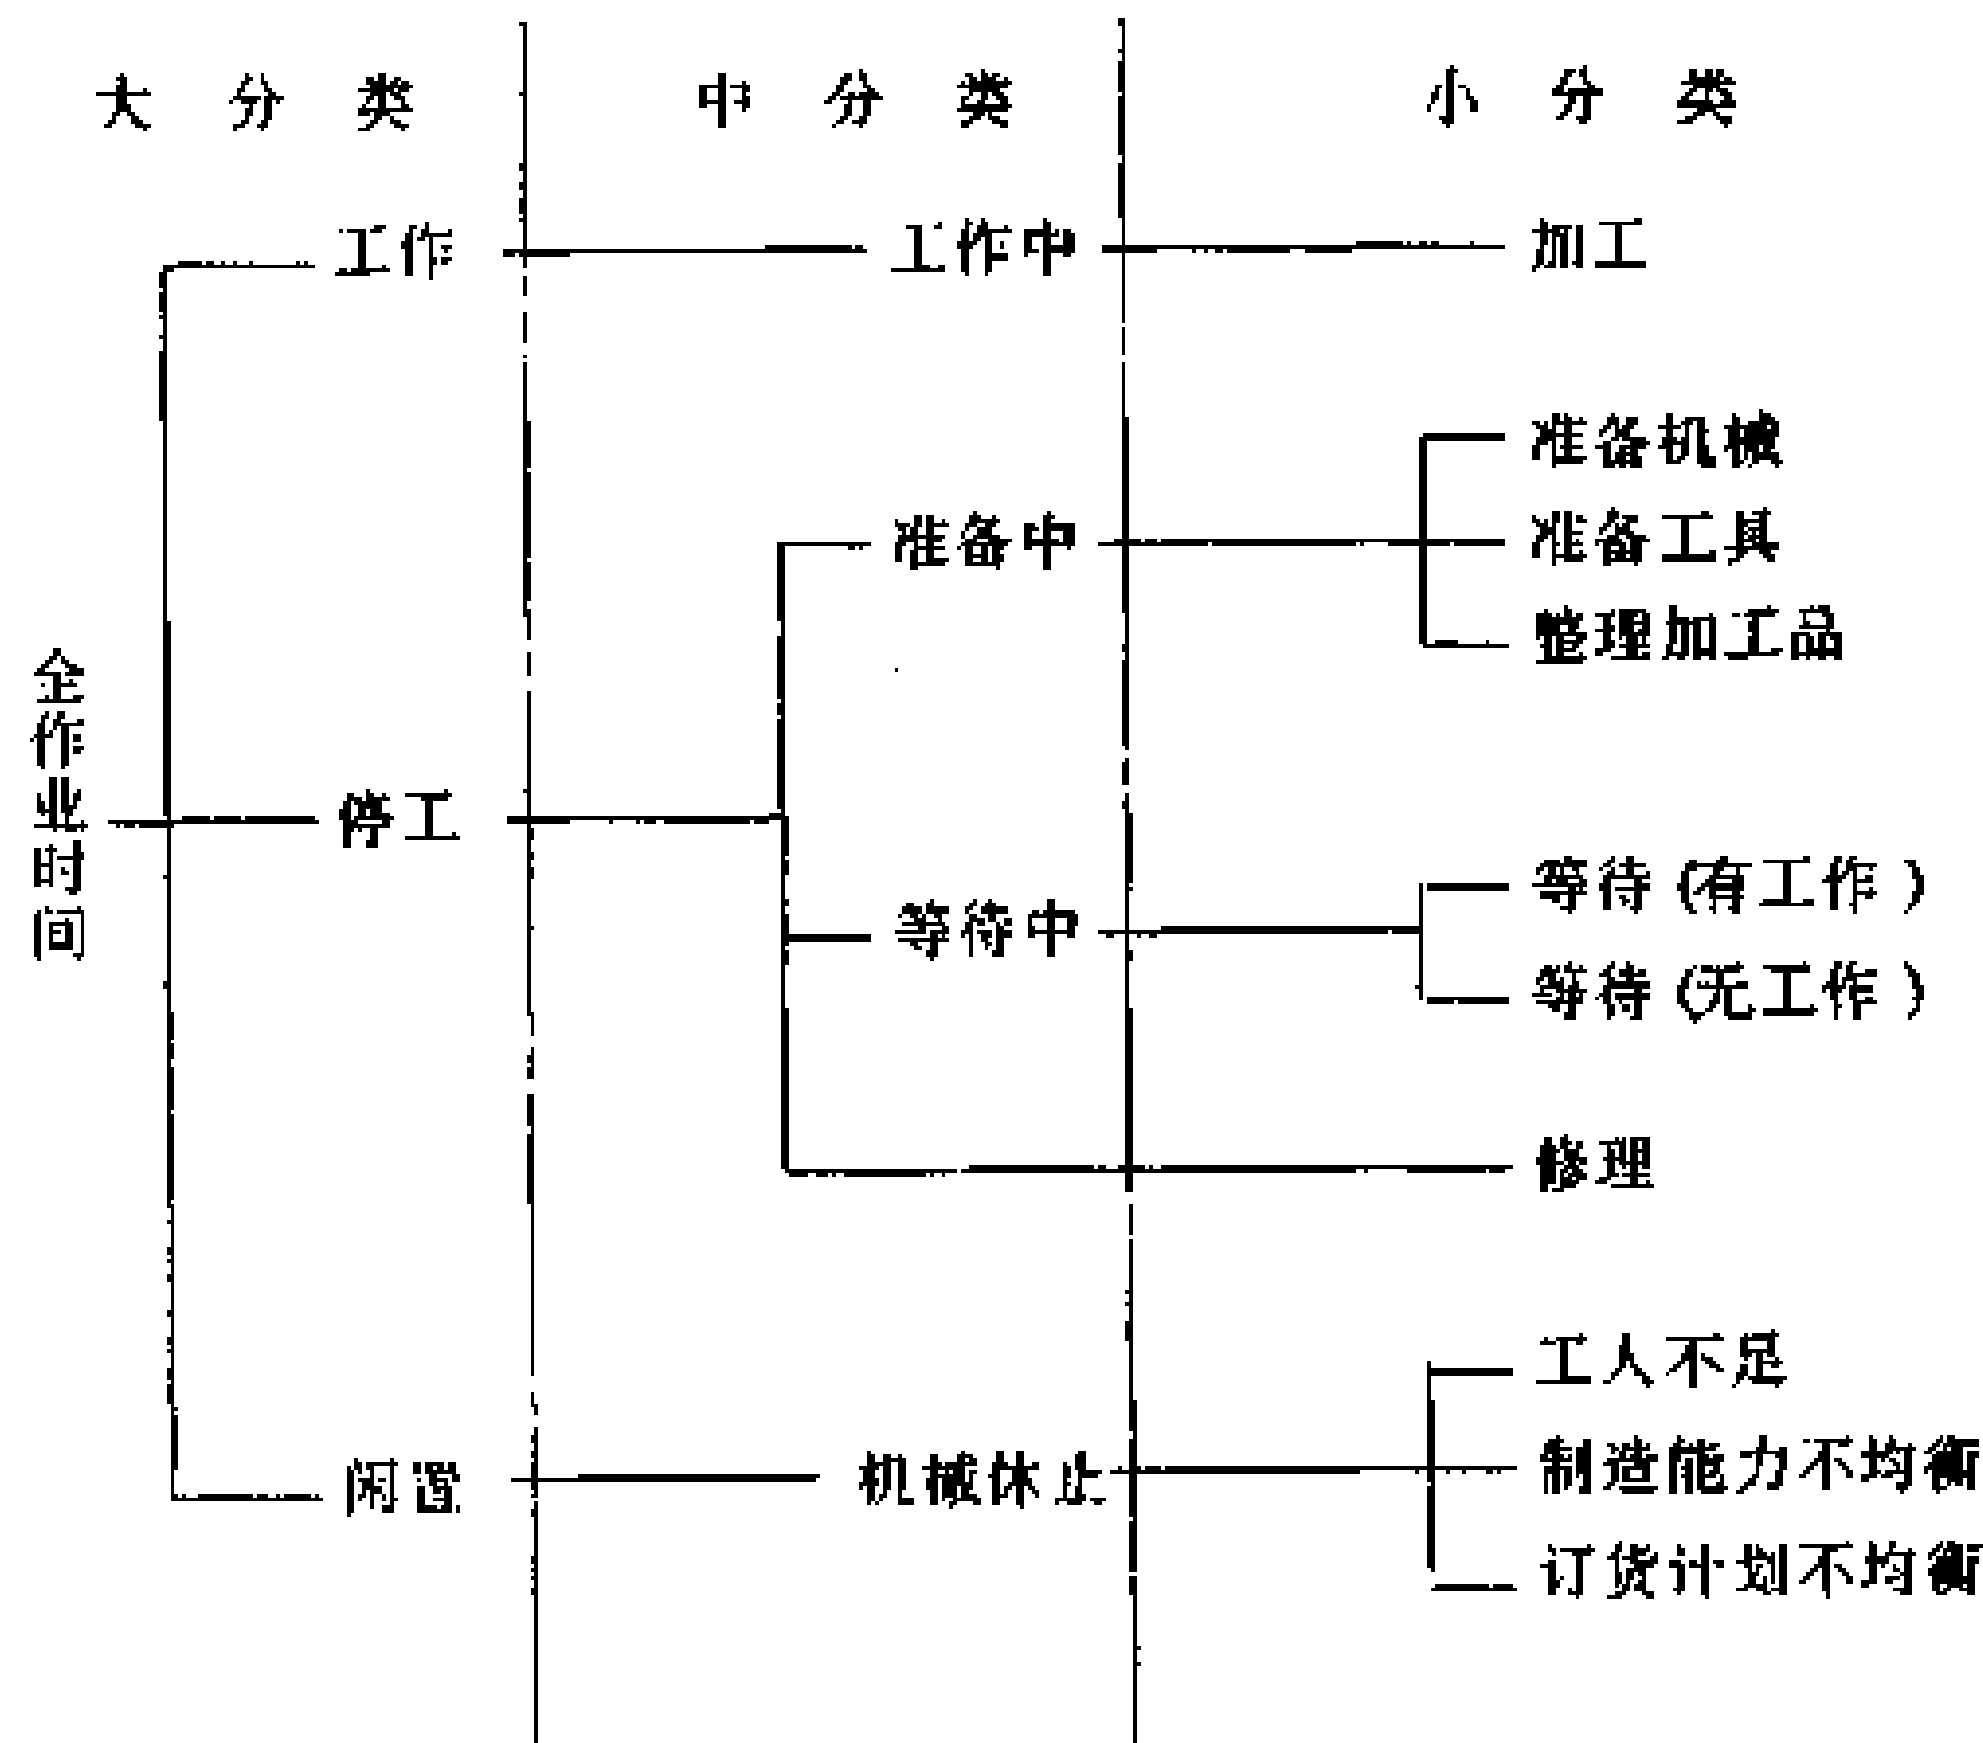 大分类 中分类 小分类
工作 工作中 加工
准备机械
准备中 准备工具
整理加工品
全作业时间
停工
等待(有工作)
等待中
等待(无工作)
修理
工人不足
闲置 机械休止 制造能力不均衡
订货计划不均衡